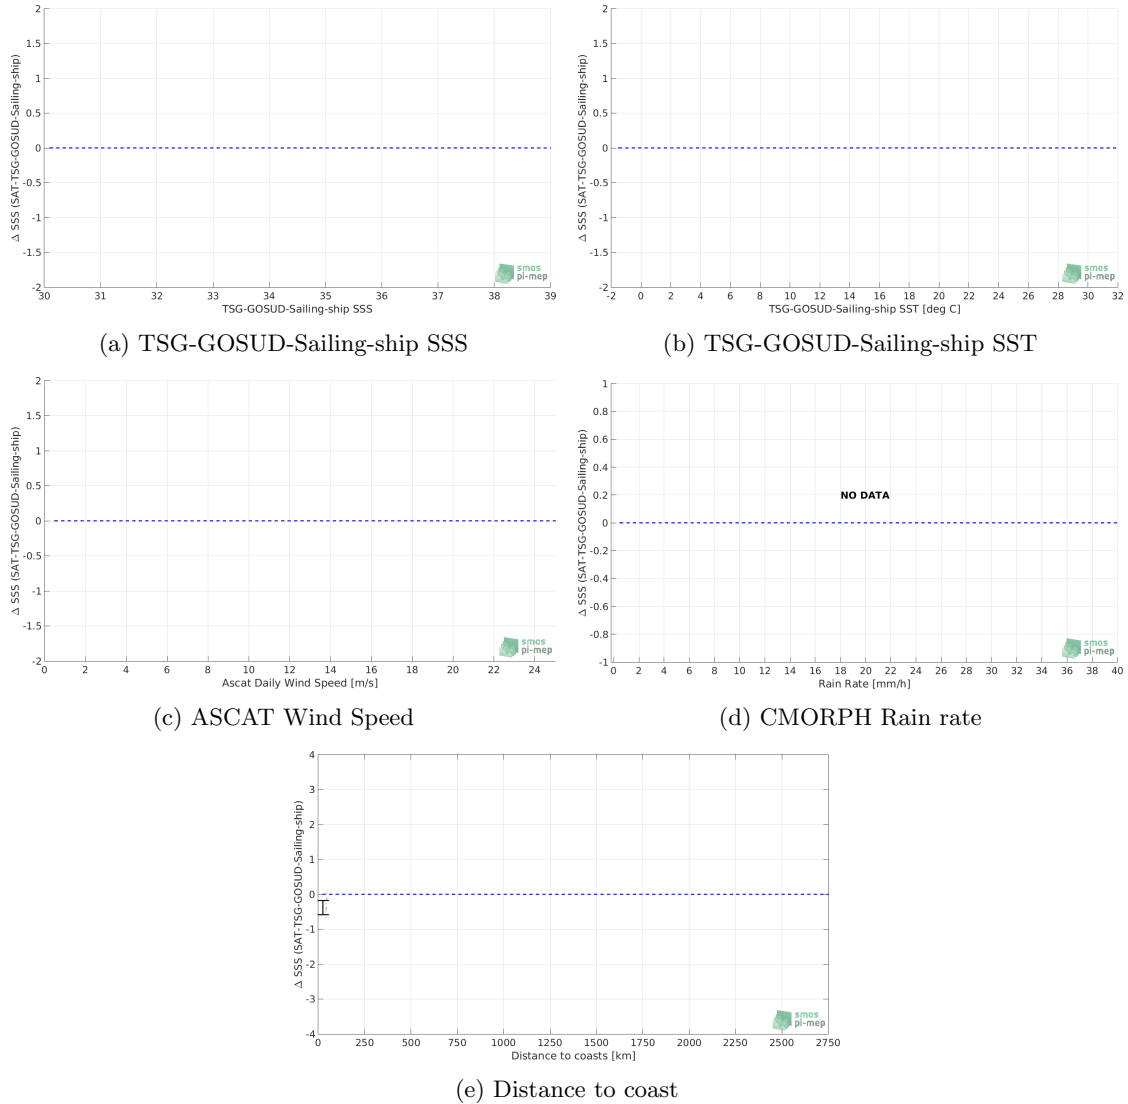 2
1.5
1
0.5
0
-0.5
-1
-1.5
-2
Δ SSS (SAT-TSG-GOSUD-Sailing-ship)
smos
pi-mep
30 31 32 33 34 35 36 37 38 39
TSG-GOSUD-Sailing-ship SSS
(a) TSG-GOSUD-Sailing-ship SSS
2
1.5
1
0.5
0
-0.5
-1
-1.5
-2
Δ SSS (SAT-TSG-GOSUD-Sailing-ship)
smos
pi-mep
-2 0 2 4 6 8 10 12 14 16 18 20 22 24 26 28 30 32
TSG-GOSUD-Sailing-ship SST [deg C]
(b) TSG-GOSUD-Sailing-ship SST
2
1.5
1
0.5
0
-0.5
-1
-1.5
-2
Δ SSS (SAT-TSG-GOSUD-Sailing-ship)
smos
pi-mep
0 2 4 6 8 10 12 14 16 18 20 22 24
Ascat Daily Wind Speed [m/s]
(c) ASCAT Wind Speed
1
0.8
0.6
0.4
0.2
0
-0.2
-0.4
-0.6
-0.8
-1
Δ SSS (SAT-TSG-GOSUD-Sailing-ship)
NO DATA
smos
pi-mep
0 2 4 6 8 10 12 14 16 18 20 22 24 26 28 30 32 34 36 38 40
Rain Rate [mm/h]
(d) CMORPH Rain rate
4
3
2
1
0
-1
-2
-3
-4
Δ SSS (SAT-TSG-GOSUD-Sailing-ship)
smos
pi-mep
0 250 500 750 1000 1250 1500 1750 2000 2250 2500 2750
Distance to coasts [km]
(e) Distance to coast